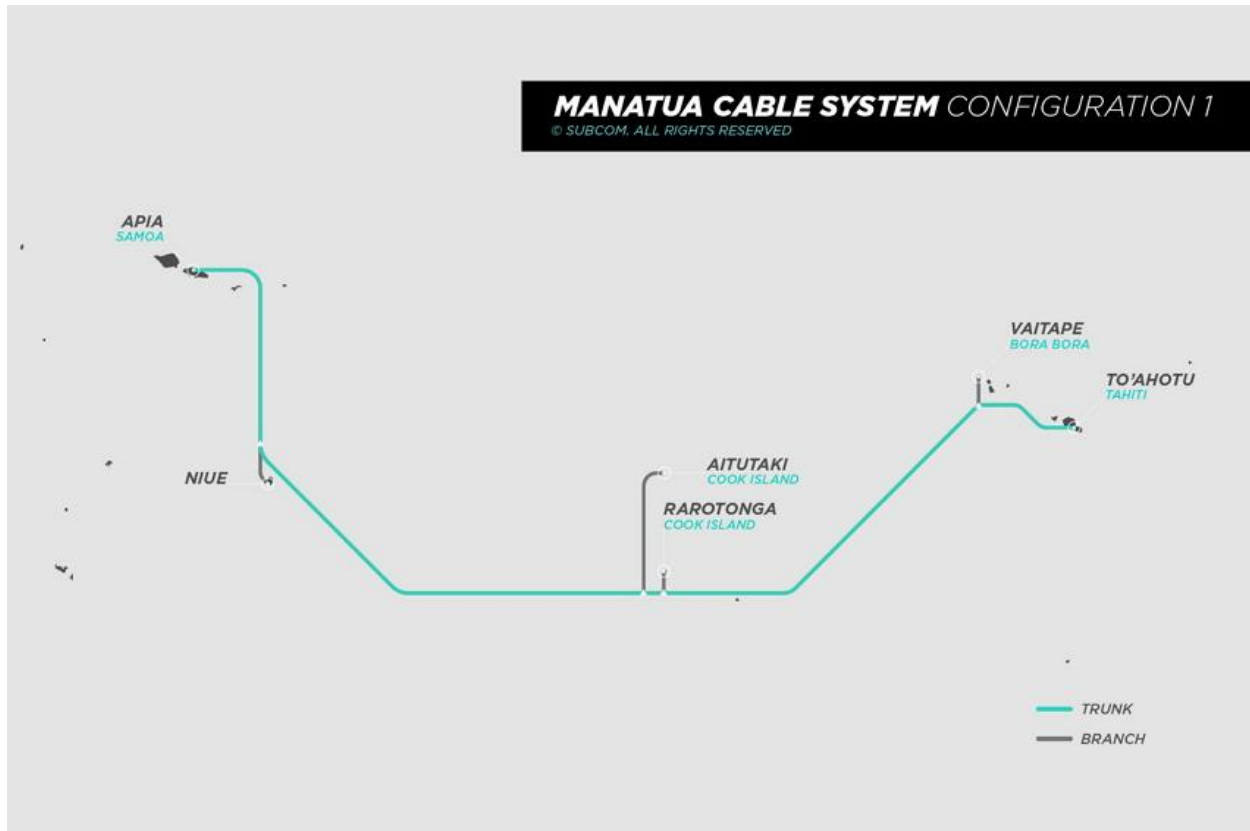 MANATUA CABLE SYSTEM CONFIGURATION 1
© SUBCOM. ALL RIGHTS RESERVED
APIA
SAMOA
VAITAPE
BORA BORA
TO'AHOTU
TAHITI
NIUE
AITUTAKI
COOK ISLAND
RAROTONGA
COOK ISLAND
TRUNK
BRANCH